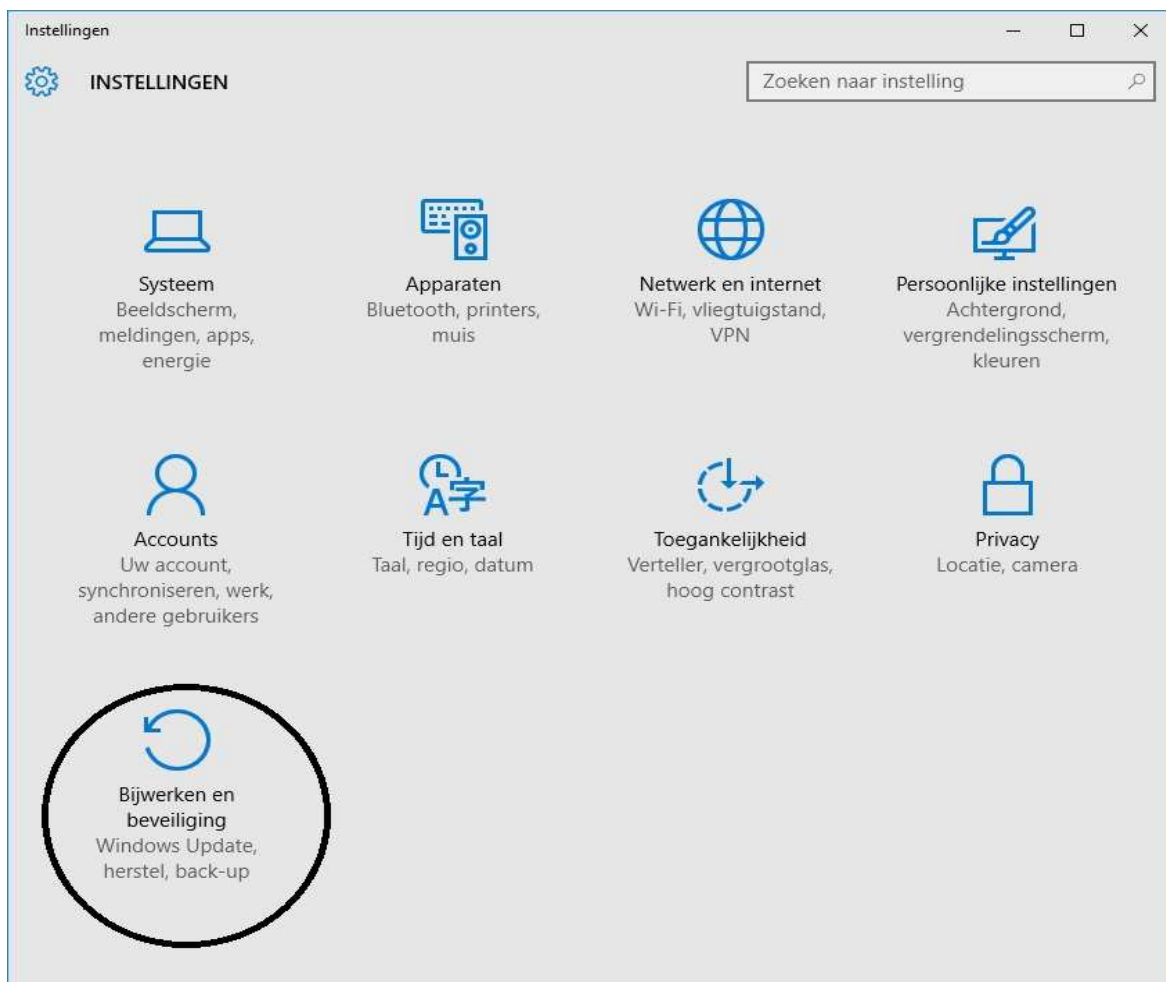 Instellingen
INSTELLINGEN
Zoeken naar instelling
Systeem
Beeldscherm,
meldingen, apps,
energie
Apparaten
Bluetooth, printers,
muis
Netwerk en internet
Wi-Fi, vliegtuigstand,
VPN
Persoonlijke instellingen
Achtergrond,
vergrendelingsscherm,
kleuren
Accounts
Uw account,
synchroniseren, werk,
andere gebruikers
A字
Tijd en taal
Taal, regio, datum
Toegankelijkheid
Verteller, vergrootglas,
hoog contrast
Privacy
Locatie, camera
Bijwerken en
beveiliging
Windows Update,
herstel, back-up